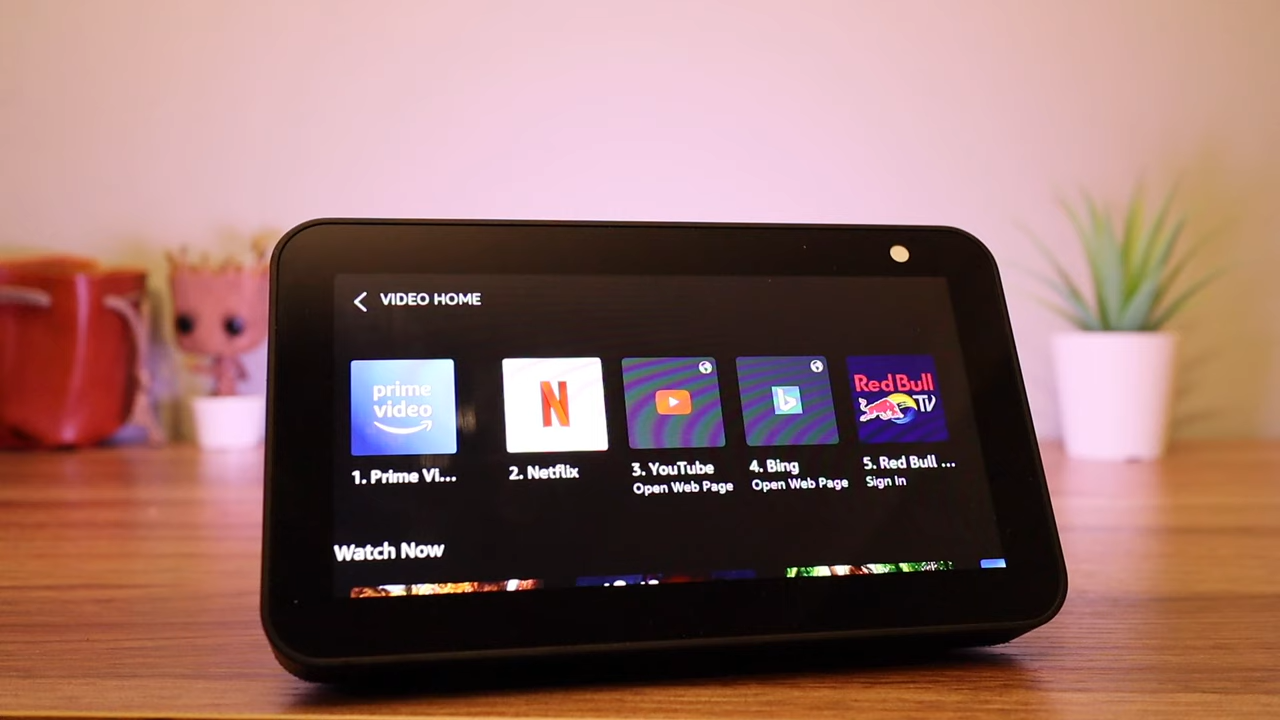 VIDEO HOME
prime
video
N
Red Bull
TV
1. Prime Vi...
2. Netflix
3. YouTube
Open Web Page
4. Bing
Open Web Page
5. Red Bull ...
Sign In
Watch Now